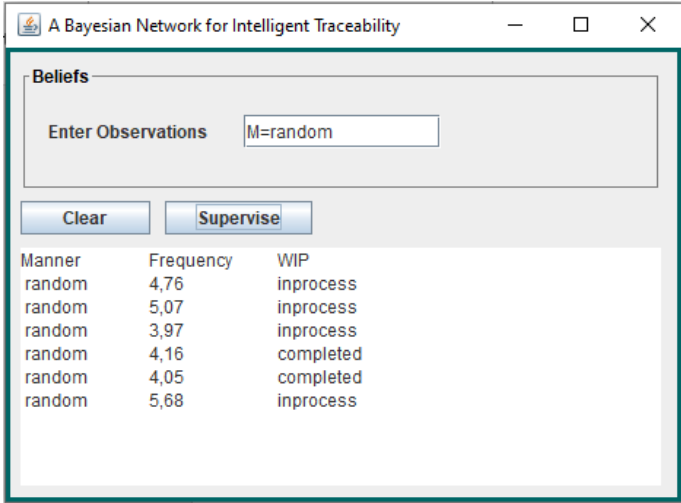 A Bayesian Network for Intelligent Traceability
Beliefs
Enter Observations M=random
Clear Supervise
Manner Frequency WIP
random 4,76 inprocess
random 5,07 inprocess
random 3,97 inprocess
random 4,16 completed
random 4,05 completed
random 5,68 inprocess